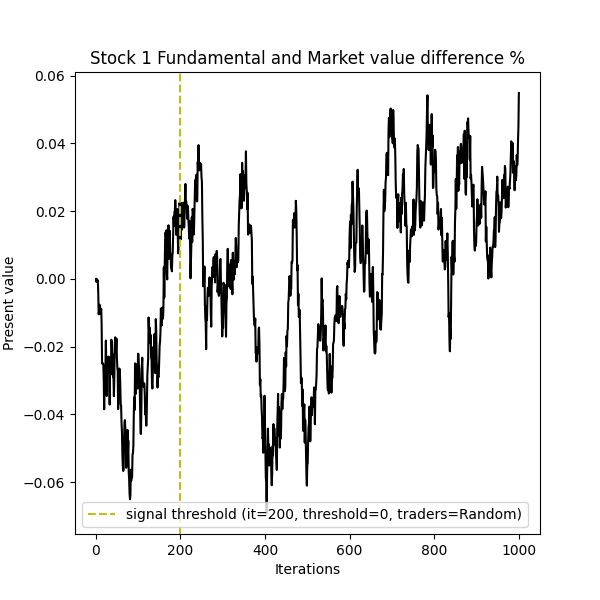 Stock 1 Fundamental and Market value difference %
0.06
0.04
0.02
0.00
−0.02
−0.04
−0.06
Present value
signal threshold (it=200, threshold=0, traders=Random)
0 200 400 600 800 1000
Iterations